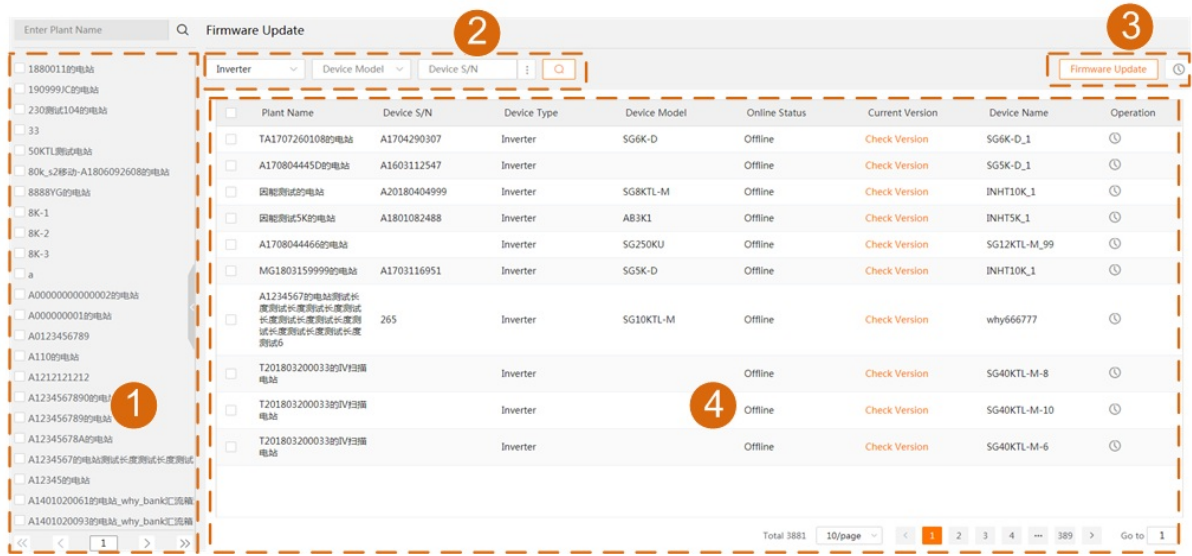 Enter Plant Name
Firmware Update
2
3
Inverter
Device Model
Device S/N
Firmware Update
1880011的电站
190999JC的电站
230测试104的电站
33
50KTL测试电站
80k_s2移动-A1806092608的电站
8888YG的电站
8K-1
8K-2
8K-3
a
A00000000000002的电站
A000000001的电站
A0123456789
A110的电站
A1212121212
A1234567890的电
A123456789的电站
A12345678A的电站
A1234567的电站测试长度测试长度测试
A12345的电站
A1401020061的电站_why_bank汇流箱
A1401020093的电站_why_bank汇流箱
1
1
Plant Name Device S/N Device Type Device Model Online Status Current Version Device Name Operation
TA1707260108的电站 A1704290307 Inverter SG6K-D Offline Check Version SG6K-D_1
A170804445D的电站 A1603112547 Inverter Offline Check Version SG5K-D_1
因能测试的电站 A20180404999 Inverter SG8KTL-M Offline Check Version INHT10K_1
因能测试5K的电站 A1801082488 Inverter AB3K1 Offline Check Version INHT5K_1
A1708044466的电站 Inverter SG250KU Offline Check Version SG12KTL-M_99
MG1803159999的电站 A1703116951 Inverter SG5K-D Offline Check Version INHT10K_1
A1234567的电站测试长
度测试长度测试长度测试
长度测试长度测试长度测
试长度测试长度测试长度
测试6
265 Inverter SG10KTL-M Offline Check Version why666777
T201803200033的IV扫描
电站
Inverter Offline Check Version SG40KTL-M-8
T201803200033的IV扫描
电站
Inverter Offline Check Version SG40KTL-M-10
T201803200033的IV扫描
电站
Inverter Offline Check Version SG40KTL-M-6
4
Total 3881 10/page < 1 2 3 4 ••• 389 > Go to 1